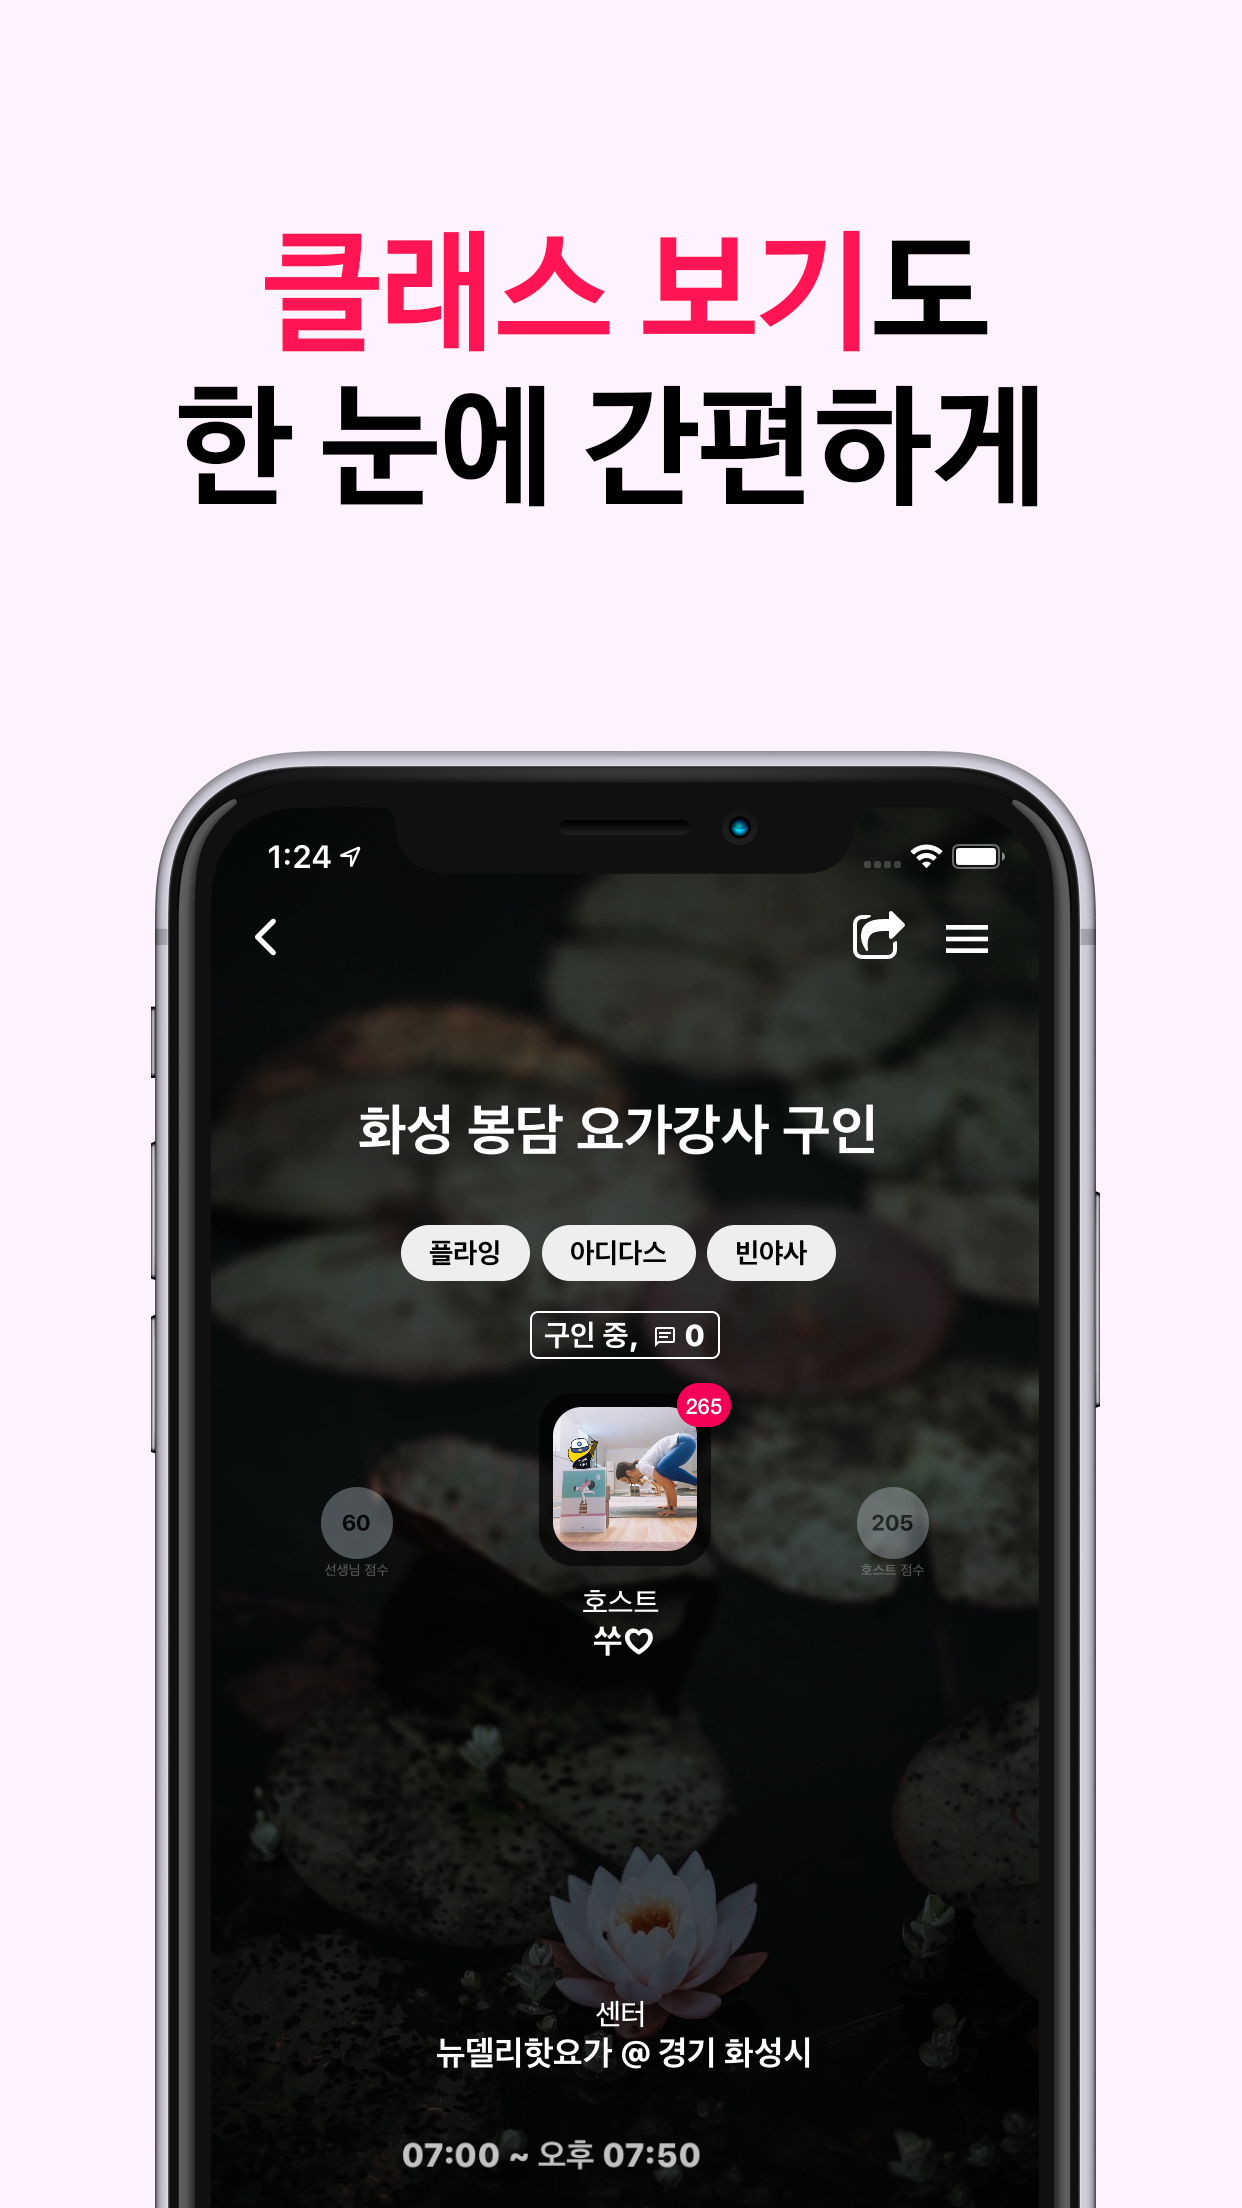 클래스 보기도
한 눈에 간편하게
1:24
화성 봉담 요가강사 구인
플라잉 아디다스 빈야사
구인 중, 0
265
60
선생님 점수
205
호스트 점수
호스트
쑤♡
센터
뉴델리핫요가 @ 경기 화성시
07:00 ~ 오후 07:50